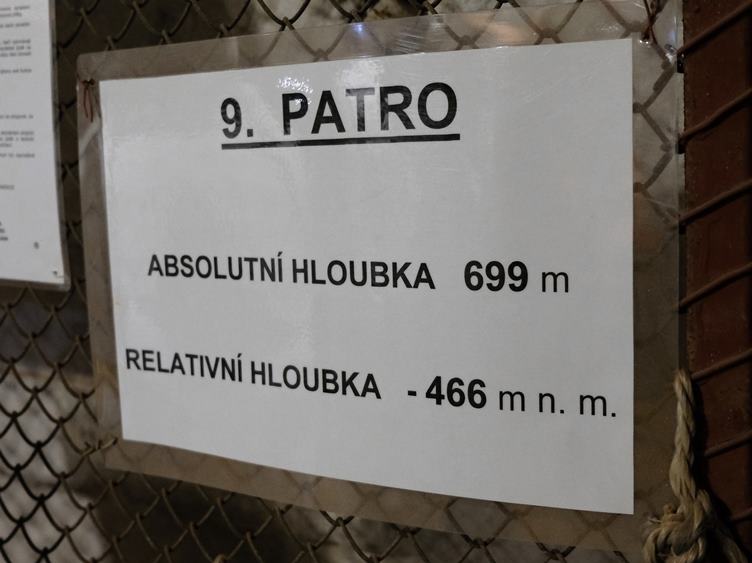 9. PATRO
ABSOLUTNÍ HLOUBKA 699 m
RELATIVNÍ HLOUBKA - 466 m n. m.